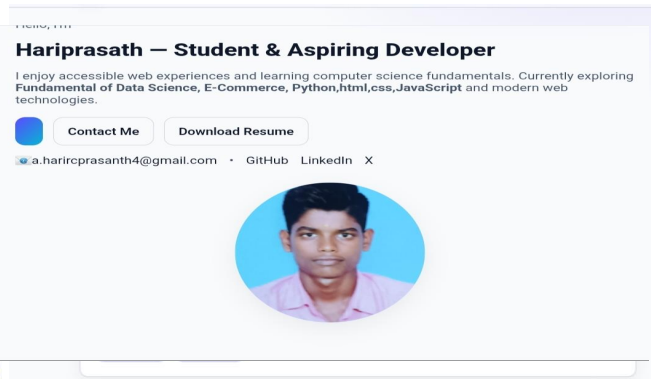 Hello, I'm
Hariprasath — Student & Aspiring Developer
I enjoy accessible web experiences and learning computer science fundamentals. Currently exploring
Fundamental of Data Science, E-Commerce, Python,html,css,JavaScript and modern web
technologies.
Contact Me Download Resume
a.harircprasanth4@gmail.com • GitHub LinkedIn X